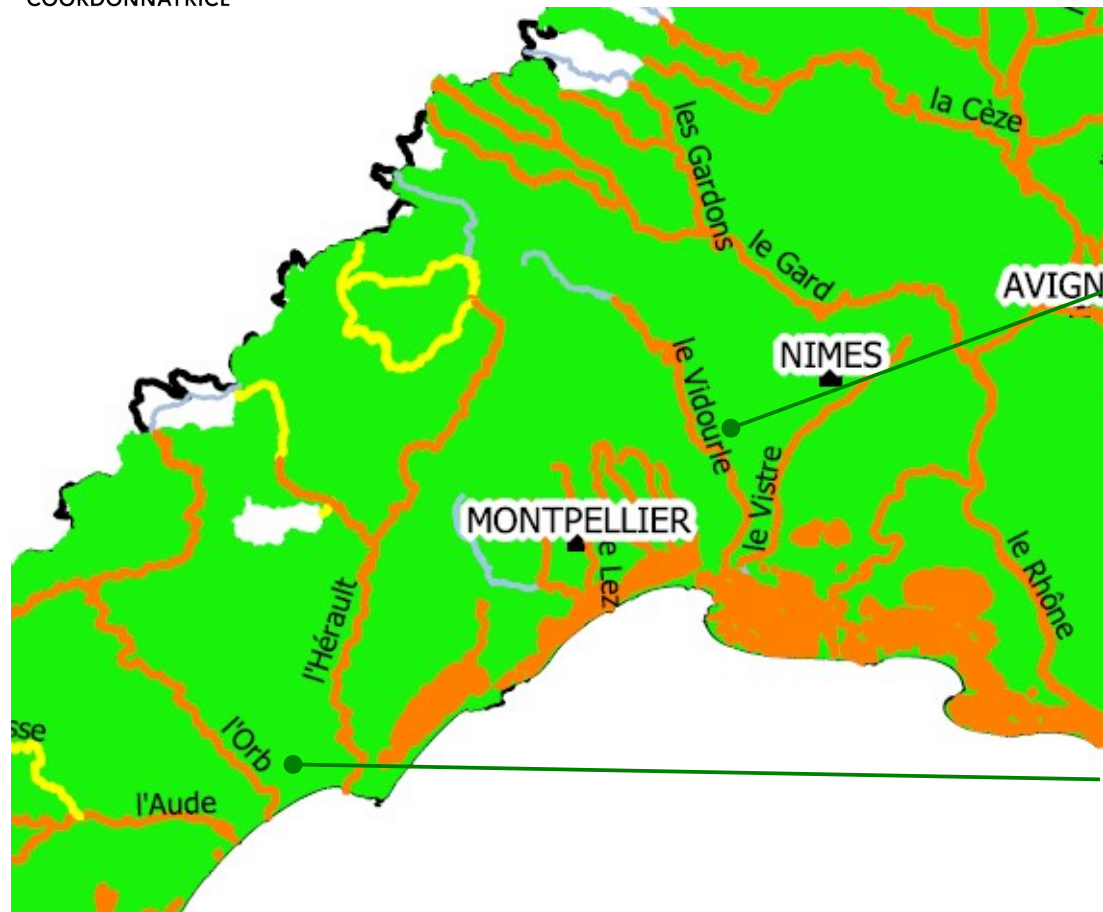 COORDONNATRICE
la Cèze
les Gardons
le Gard
AVIGN
NIMES
le Vidourle
le Vistre
MONTPELLIER
e Lez
le Rhône
l'Hérault
l'Orb
sse
l'Aude